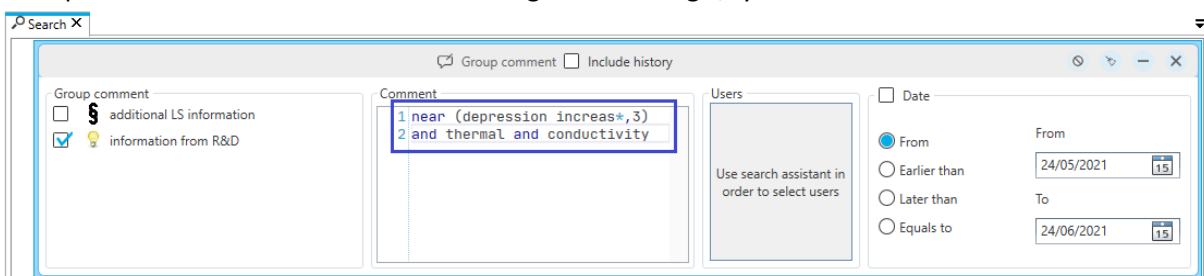 Search X
Group comment Include history
Group comment
§ additional LS information
information from R&D
Comment
1 near (depression increas*,3)
2 and thermal and conductivity
Users
Use search assistant in
order to select users
Date
From
Earlier than
Later than
Equals to
From
24/05/2021 15
To
24/06/2021 15